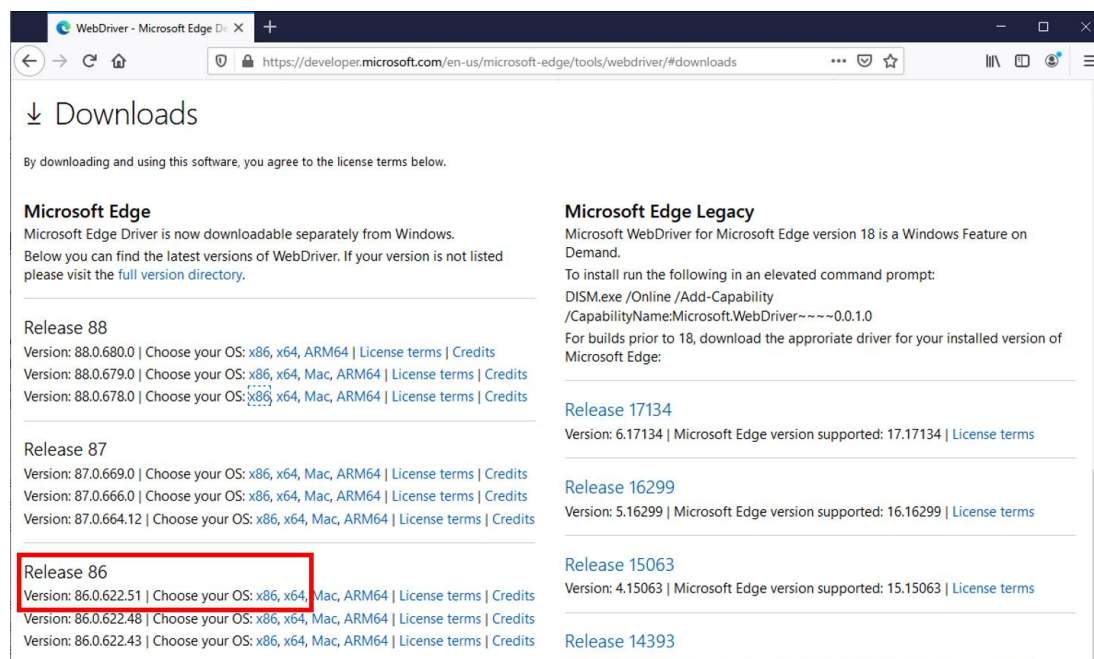 WebDriver - Microsoft Edge De
https://developer.microsoft.com/en-us/microsoft-edge/tools/webdriver/#downloads
Downloads
By downloading and using this software, you agree to the license terms below.
Microsoft Edge
Microsoft Edge Driver is now downloadable separately from Windows.
Below you can find the latest versions of WebDriver. If your version is not listed
please visit the full version directory.
Release 88
Version: 88.0.680.0 | Choose your OS: x86, x64, ARM64 | License terms | Credits
Version: 88.0.679.0 | Choose your OS: x86, x64, Mac, ARM64 | License terms | Credits
Version: 88.0.678.0 | Choose your OS: x86, x64, Mac, ARM64 | License terms | Credits
Release 87
Version: 87.0.669.0 | Choose your OS: x86, x64, Mac, ARM64 | License terms | Credits
Version: 87.0.666.0 | Choose your OS: x86, x64, Mac, ARM64 | License terms | Credits
Version: 87.0.664.12 | Choose your OS: x86, x64, Mac, ARM64 | License terms | Credits
Release 86
Version: 86.0.622.51 | Choose your OS: x86, x64, Mac, ARM64 | License terms | Credits
Version: 86.0.622.48 | Choose your OS: x86, x64, Mac, ARM64 | License terms | Credits
Version: 86.0.622.43 | Choose your OS: x86, x64, Mac, ARM64 | License terms | Credits
Microsoft Edge Legacy
Microsoft WebDriver for Microsoft Edge version 18 is a Windows Feature on
Demand.
To install run the following in an elevated command prompt:
DISM.exe /Online /Add-Capability
/CapabilityName:Microsoft.WebDriver~~~~0.0.1.0
For builds prior to 18, download the approriate driver for your installed version of
Microsoft Edge:
Release 17134
Version: 6.17134 | Microsoft Edge version supported: 17.17134 | License terms
Release 16299
Version: 5.16299 | Microsoft Edge version supported: 16.16299 | License terms
Release 15063
Version: 4.15063 | Microsoft Edge version supported: 15.15063 | License terms
Release 14393